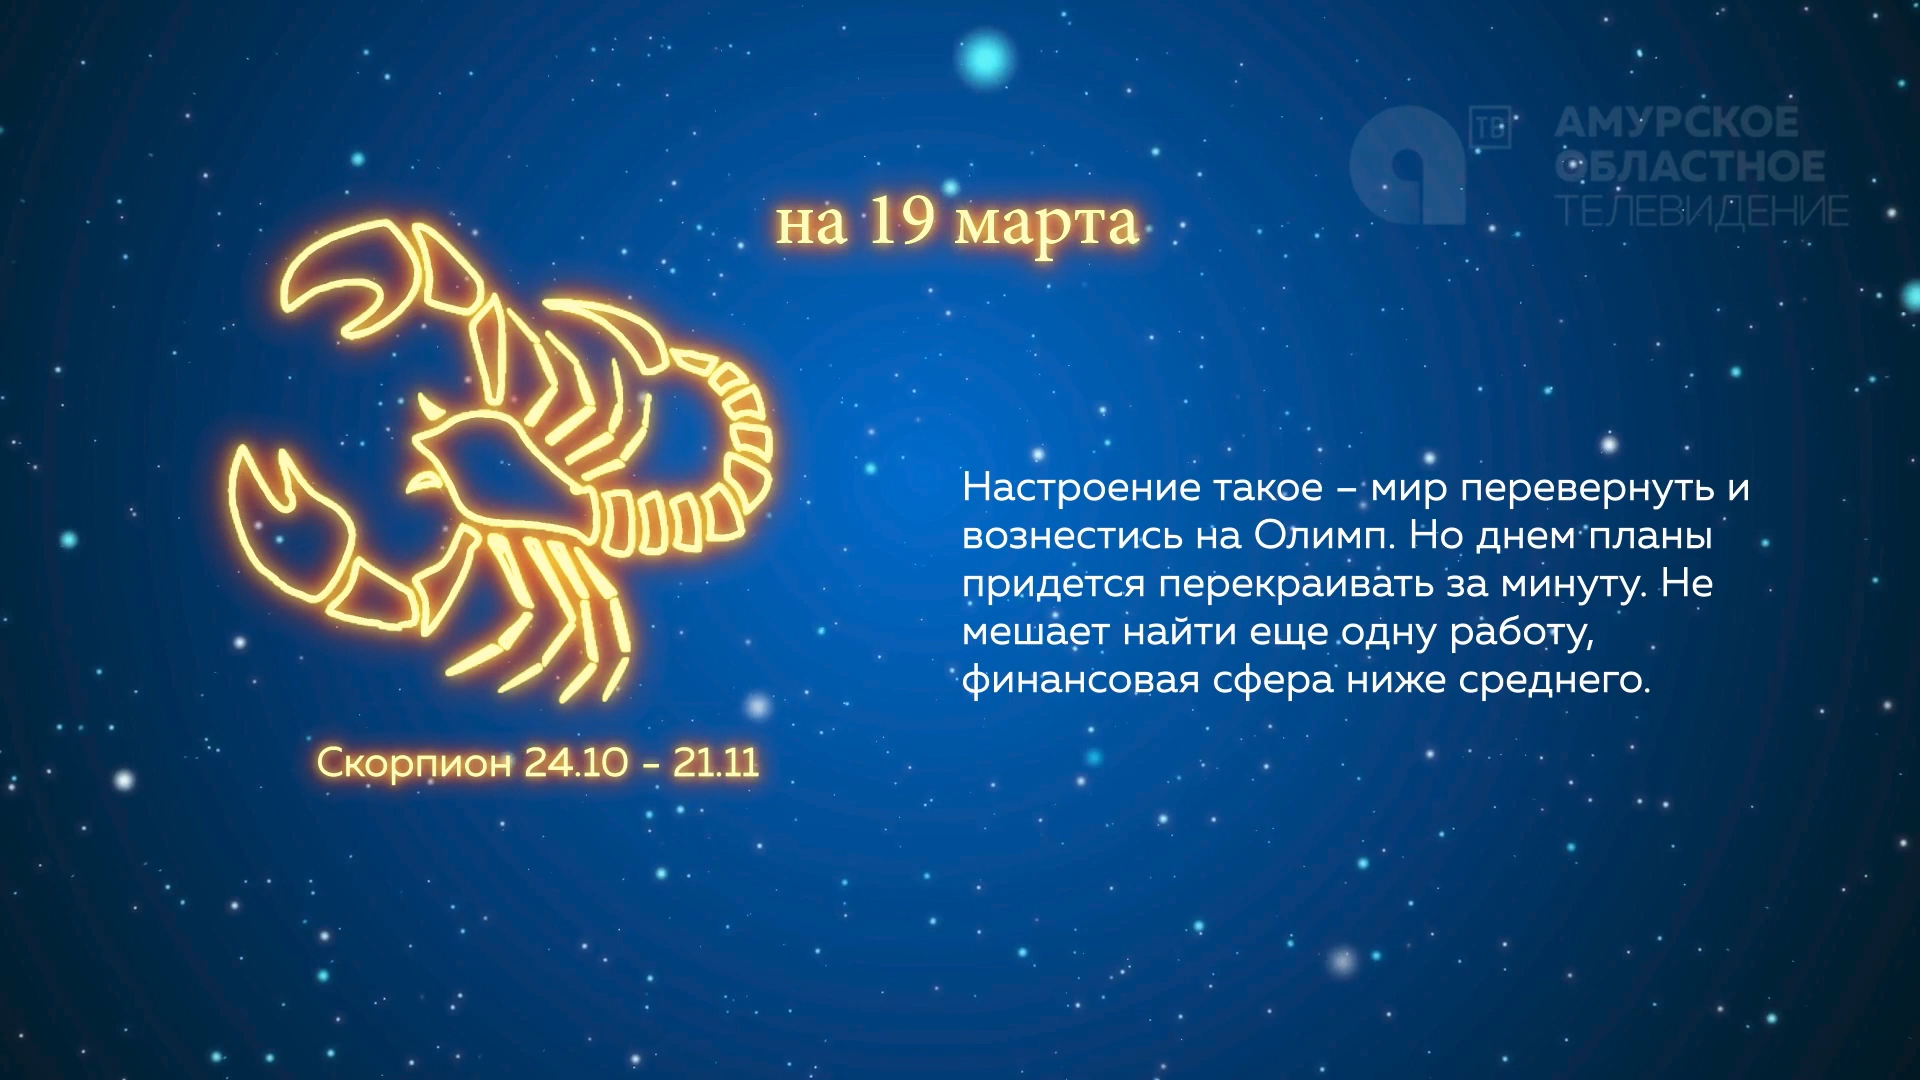 ТВ
АМУРСКОЕ
ОБЛАСТНОЕ
ТЕЛЕВИДЕНИЕ
на 19 марта
Настроение такое – мир перевернуть и
вознестись на Олимп. Но днем планы
придется перекраивать за минуту. Не
мешает найти еще одну работу,
финансовая сфера ниже среднего.
Скорпион 24.10 – 21.11